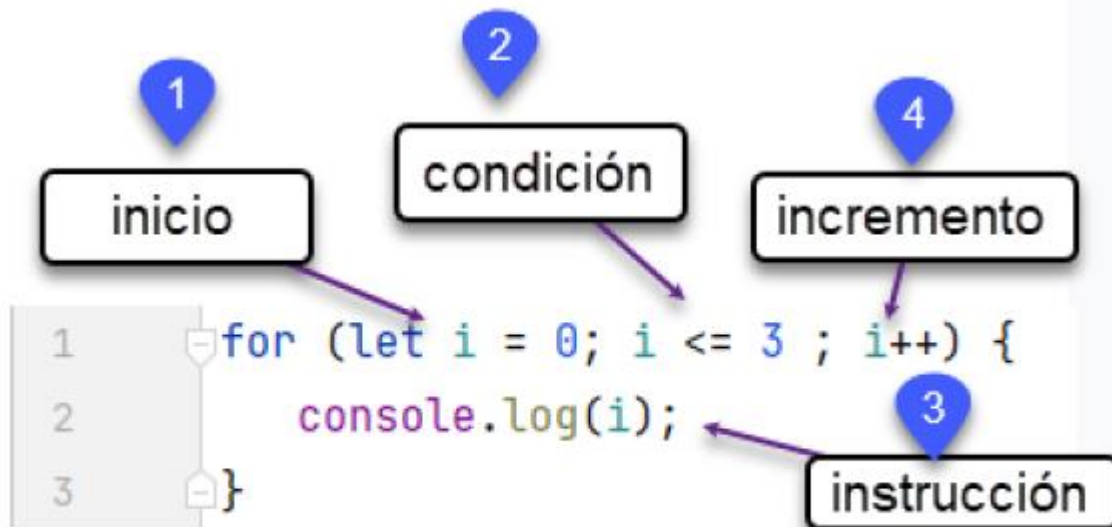 1
2
4
inicio
condición
incremento
1 for (let i = 0; i <= 3 ; i++) {
2 console.log(i);
3
3 }
instrucción